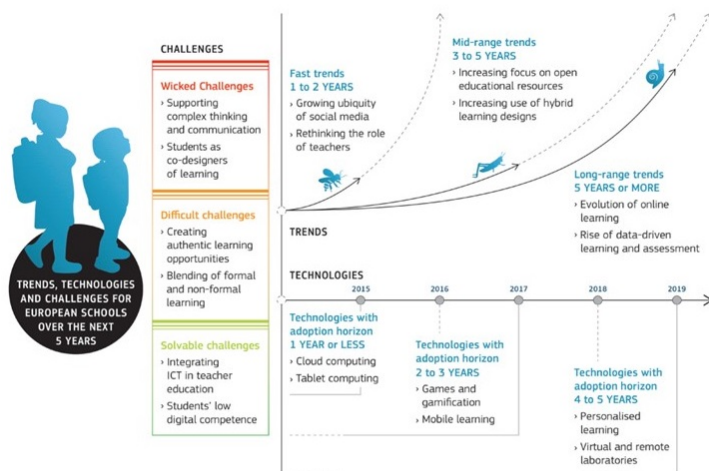 TRENDS, TECHNOLOGIES
AND CHALLENGES FOR
EUROPEAN SCHOOLS
OVER THE NEXT
5 YEARS
CHALLENGES
Wicked Challenges
› Supporting
complex thinking
and communication
› Students as
co-designers
of learning
Difficult challenges
› Creating
authentic learning
opportunities
› Blending of formal
and non-formal
learning
Solvable challenges
› Integrating
ICT in teacher
education
› Students' low
digital competence
Fast trends
1 to 2 YEARS
› Growing ubiquity
of social media
› Rethinking the role
of teachers
Mid-range trends
3 to 5 YEARS
› Increasing focus on open
educational resources
› Increasing use of hybrid
learning designs
Long-range trends
5 YEARS OR MORE
› Evolution of online
learning
› Rise of data-driven
learning and assessment
TRENDS
TECHNOLOGIES
2015
2016
2017
2018
2019
Technologies with
adoption horizon
1 YEAR OR LESS
› Cloud computing
› Tablet computing
Technologies with
adoption horizon
2 to 3 YEARS
› Games and
gamification
› Mobile learning
Technologies with
adoption horizon
4 to 5 YEARS
› Personalised
learning
› Virtual and remote
laboratories